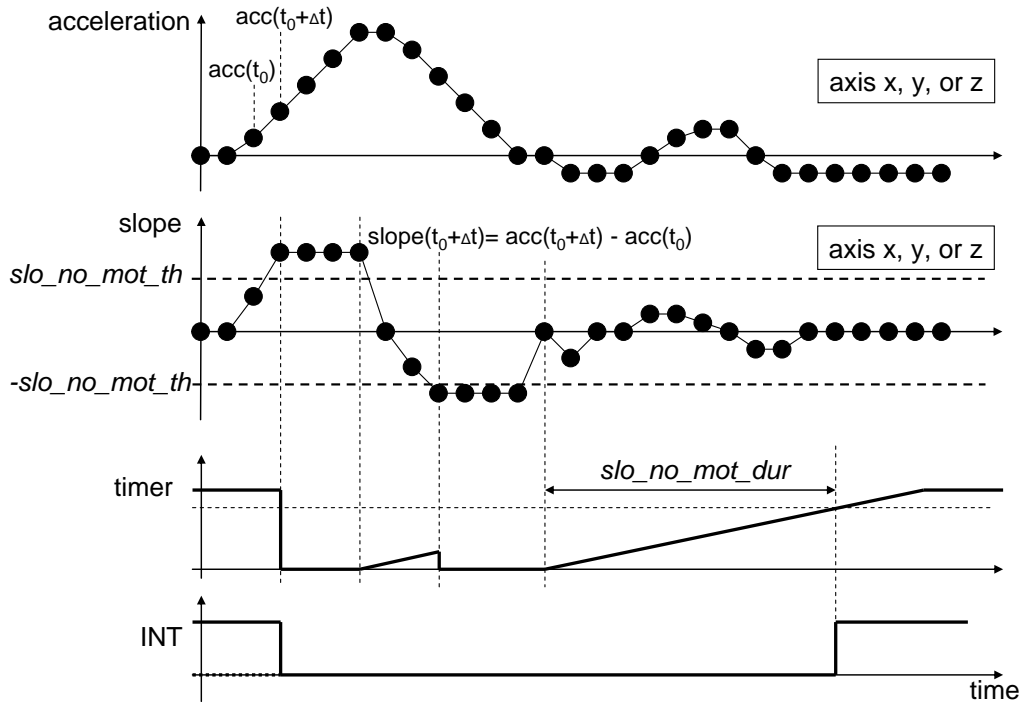 acceleration
acc(t0+Δt)
acc(t0)
axis x, y, or z
slope
slope(t0+Δt)= acc(t0+Δt) - acc(t0)
axis x, y, or z
slo_no_mot_th
-slo_no_mot_th
timer
slo_no_mot_dur
INT
time